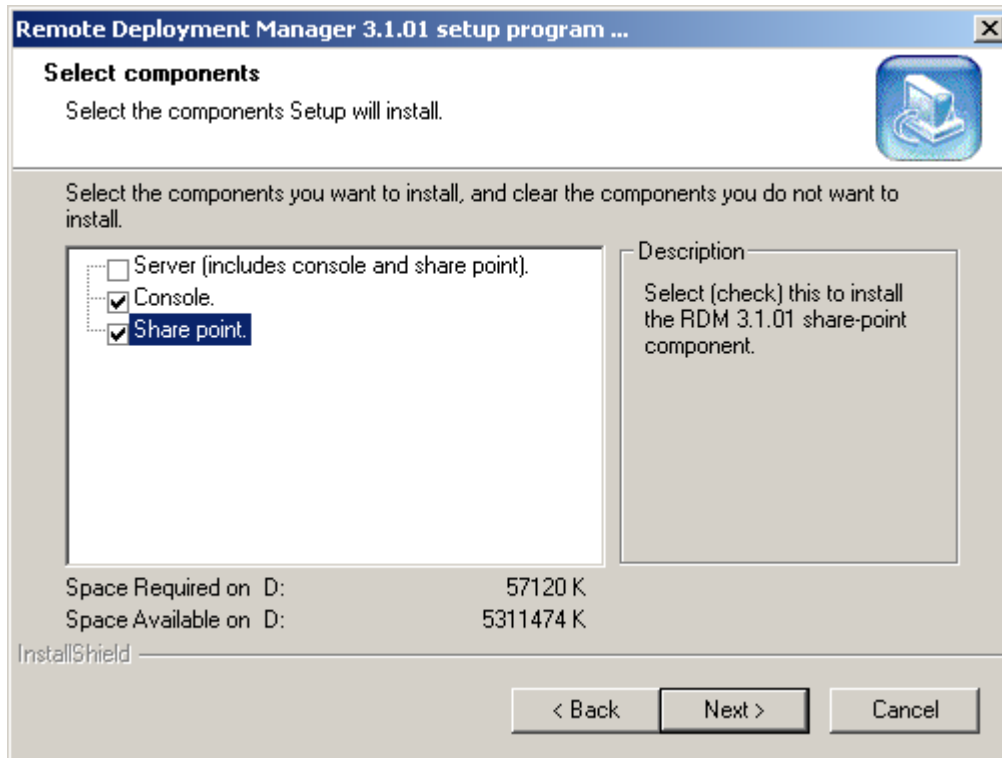 Remote Deployment Manager 3.1.01 setup program ...
Select components
Select the components Setup will install.
Select the components you want to install, and clear the components you do not want to
install.
Server (includes console and share point).
Console.
Share point.
Description
Select (check) this to install
the RDM 3.1.01 share-point
component.
Space Required on D: 57120 K
Space Available on D: 5311474 K
InstallShield
< Back Next > Cancel